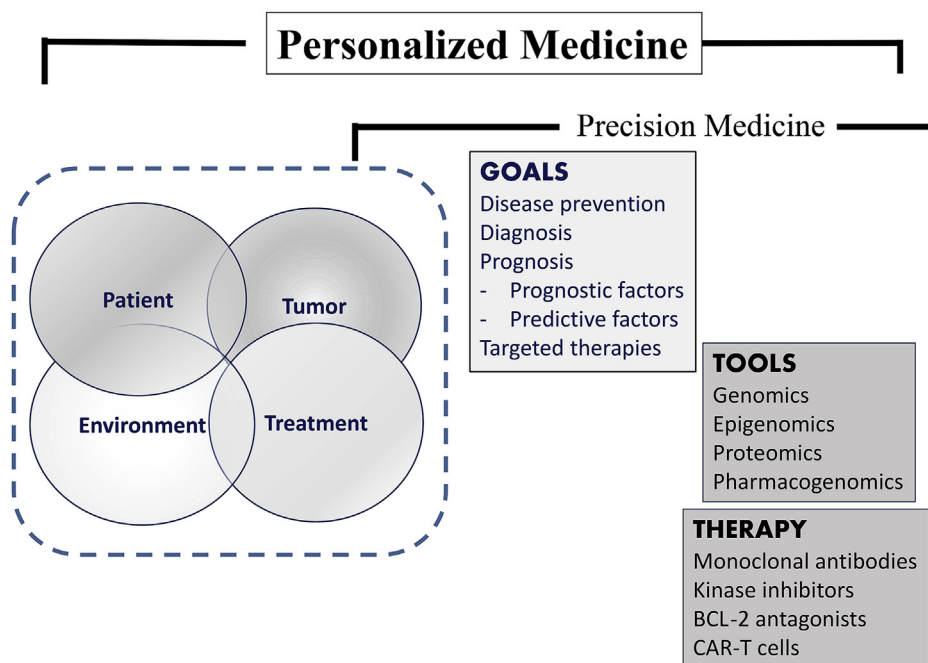 Personalized Medicine
Precision Medicine
GOALS
Disease prevention
Diagnosis
Prognosis
- Prognostic factors
- Predictive factors
Targeted therapies
Patient
Tumor
Environment
Treatment
TOOLS
Genomics
Epigenomics
Proteomics
Pharmacogenomics
THERAPY
Monoclonal antibodies
Kinase inhibitors
BCL-2 antagonists
CAR-T cells